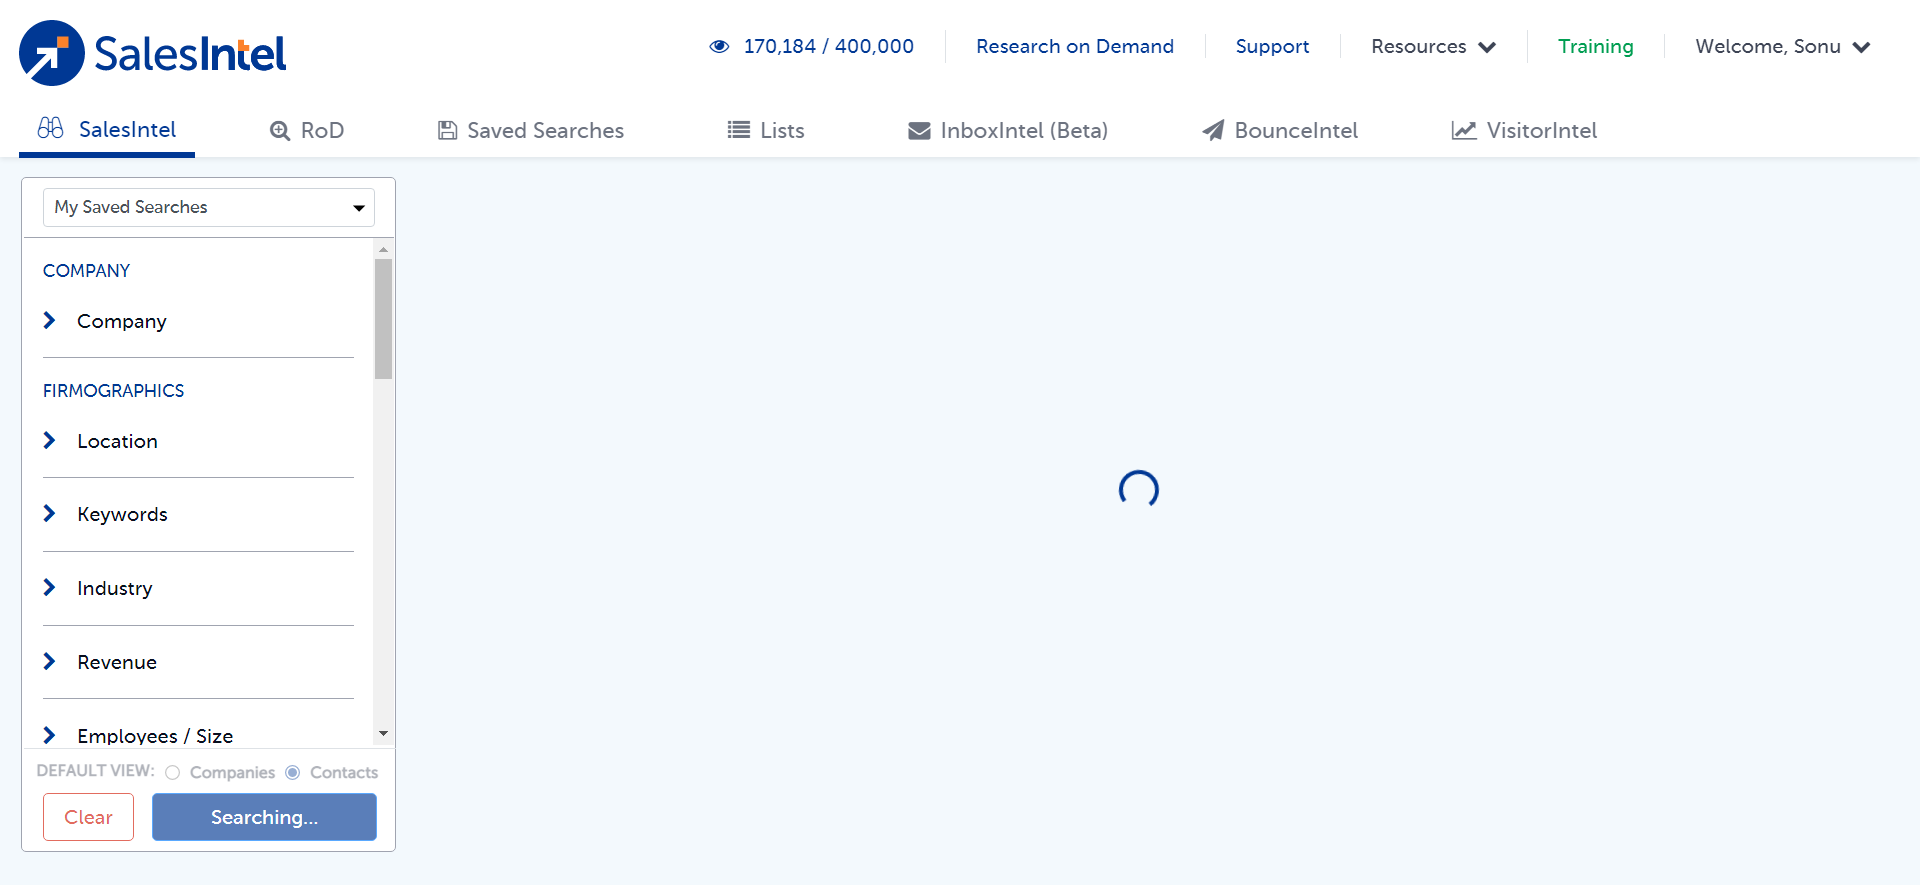 SalesIntel
170,184 / 400,000
Research on Demand
Support
Resources
Training
Welcome, Sonu
SalesIntel
RoD
Saved Searches
Lists
InboxIntel (Beta)
BounceIntel
VisitorIntel
My Saved Searches
COMPANY
Company
FIRMOGRAPHICS
Location
Keywords
Industry
Revenue
Employees / Size
DEFAULT VIEW: Companies Contacts
Clear
Searching...